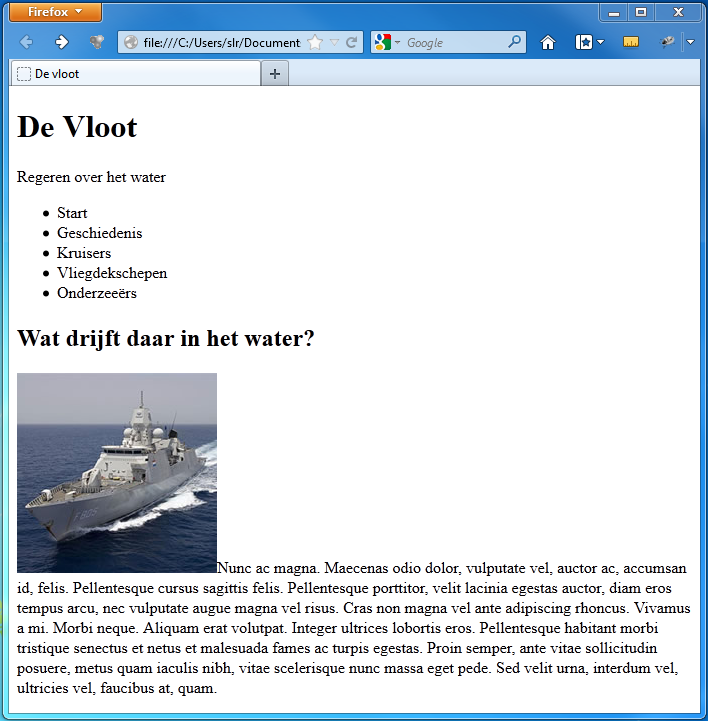 Firefox
file:///C:/Users/slr/Document
Google
De vloot
De Vloot
Regeren over het water
Start
Geschiedenis
Kruisers
Vliegdekschepen
Onderzeeërs
Wat drijft daar in het water?
Nunc ac magna. Maecenas odio dolor, vulputate vel, auctor ac, accumsan
id, felis. Pellentesque cursus sagittis felis. Pellentesque porttitor, velit lacinia egestas auctor, diam eros
tempus arcu, nec vulputate augue magna vel risus. Cras non magna vel ante adipiscing rhoncus. Vivamus
a mi. Morbi neque. Aliquam erat volutpat. Integer ultrices lobortis eros. Pellentesque habitant morbi
tristique senectus et netus et malesuada fames ac turpis egestas. Proin semper, ante vitae sollicitudin
posuere, metus quam iaculis nibh, vitae scelerisque nunc massa eget pede. Sed velit urna, interdum vel,
ultricies vel, faucibus at, quam.